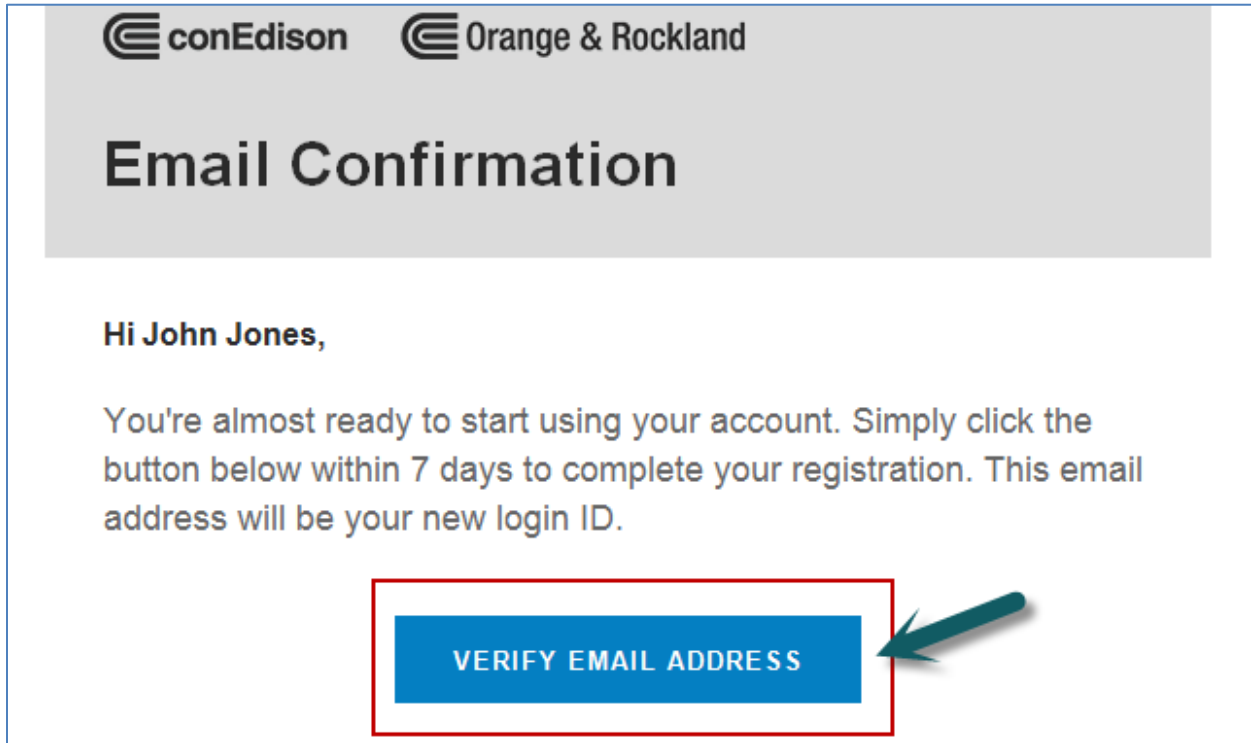 conEdison Orange & Rockland
Email Confirmation
Hi John Jones,
You're almost ready to start using your account. Simply click the
button below within 7 days to complete your registration. This email
address will be your new login ID.
VERIFY EMAIL ADDRESS